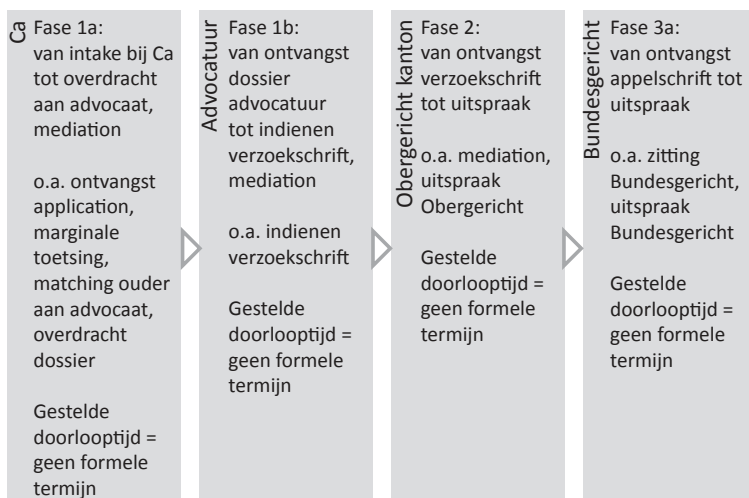 Ca
Fase 1a:
van intake bij Ca
tot overdracht
aan advocaat,
mediation
o.a. ontvangst
application,
marginale
toetsing,
matching ouder
aan advocaat,
overdracht
dossier
Gestelde
doorlooptijd =
geen formele
termijn
Advocatuur
Fase 1b:
van ontvangst
dossier
advocatuur
tot indienen
verzoekschrift,
mediation
o.a. indienen
verzoekschrift
Gestelde
doorlooptijd =
geen formele
termijn
Obergericht kanton
Fase 2:
van ontvangst
verzoekschrift
tot uitspraak
o.a. mediation,
uitspraak
Obergericht
Gestelde
doorlooptijd =
geen formele
termijn
Bundesgericht
Fase 3a:
van ontvangst
appelschrift tot
uitspraak
o.a. zitting
Bundesgericht,
uitspraak
Bundesgericht
Gestelde
doorlooptijd =
geen formele
termijn